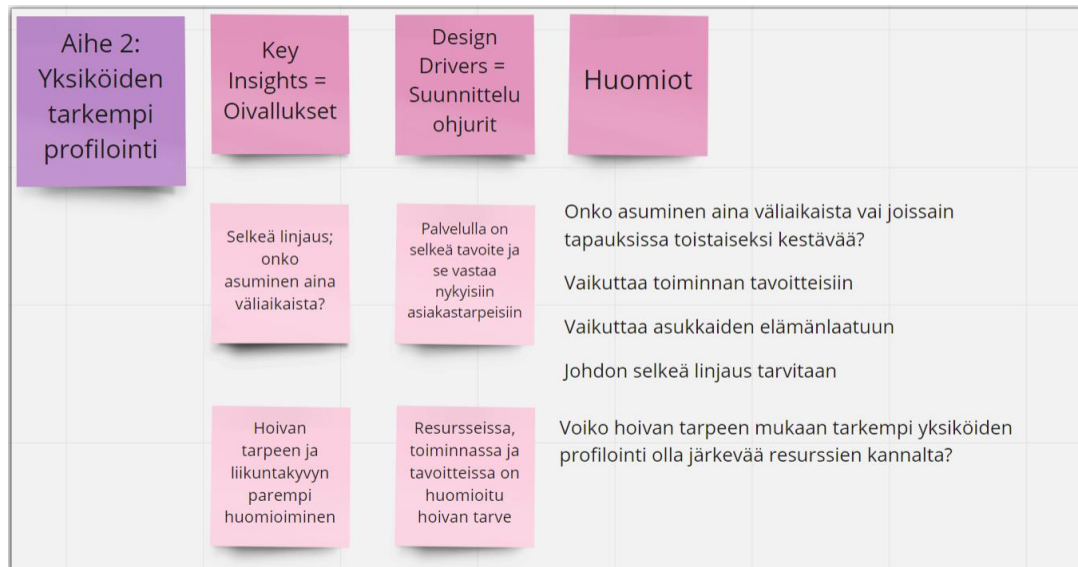 Aihe 2:
Yksiköiden
tarkempi
profilointi
Key
Insights =
Oivallukset
Design
Drivers =
Suunnittelu
ohjurit
Huomiot
Selkeä linjaus;
onko
asuminen aina
väliaikaista?
Palvelulla on
selkeä tavoite ja
se vastaa
nykyisiin
asiakastarpeisiin
Onko asuminen aina väliaikaista vai joissain
tapauksissa toistaiseksi kestävää?
Vaikuttaa toiminnan tavoitteisiin
Vaikuttaa asukkaiden elämänlaatuun
Johdon selkeä linjaus tarvitaan
Hoivan
tarpeen ja
liikuntakyvyn
parempi
huomioiminen
Resursseissa,
toiminnassa ja
tavoitteissa on
huomioitu
hoivan tarve
Voiko hoivan tarpeen mukaan tarkempi yksiköiden
profilointi olla järkevää resurssien kannalta?